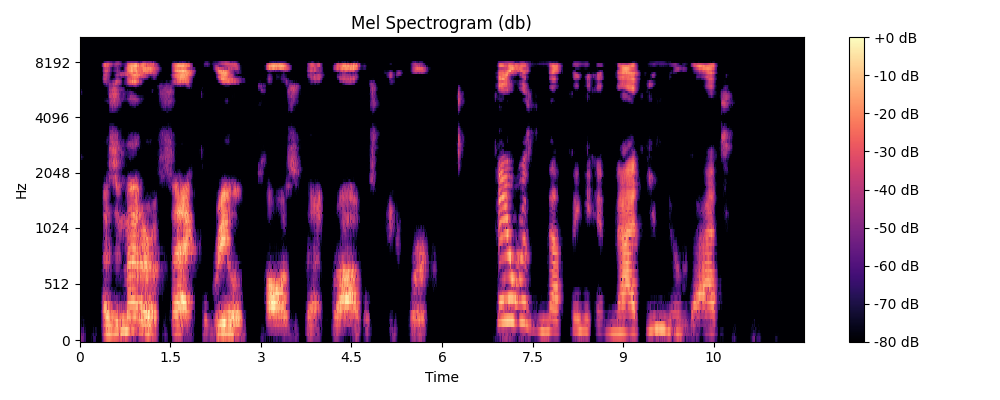 Mel Spectrogram (db)
8192
4096
2048
1024
512
0
Hz
0 1.5 3 4.5 6 7.5 9 10
Time
+0 dB
-10 dB
-20 dB
-30 dB
-40 dB
-50 dB
-60 dB
-70 dB
-80 dB